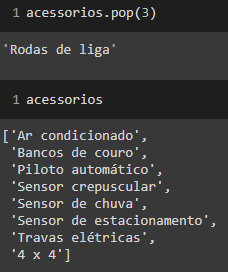 1 acessorios.pop(3)
'Rodas de liga'
1 acessorios
['Ar condicionado',
'Bancos de couro',
'Piloto automático',
'Sensor crepuscular',
'Sensor de chuva',
'Sensor de estacionamento',
'Travas elétricas',
'4 x 4']